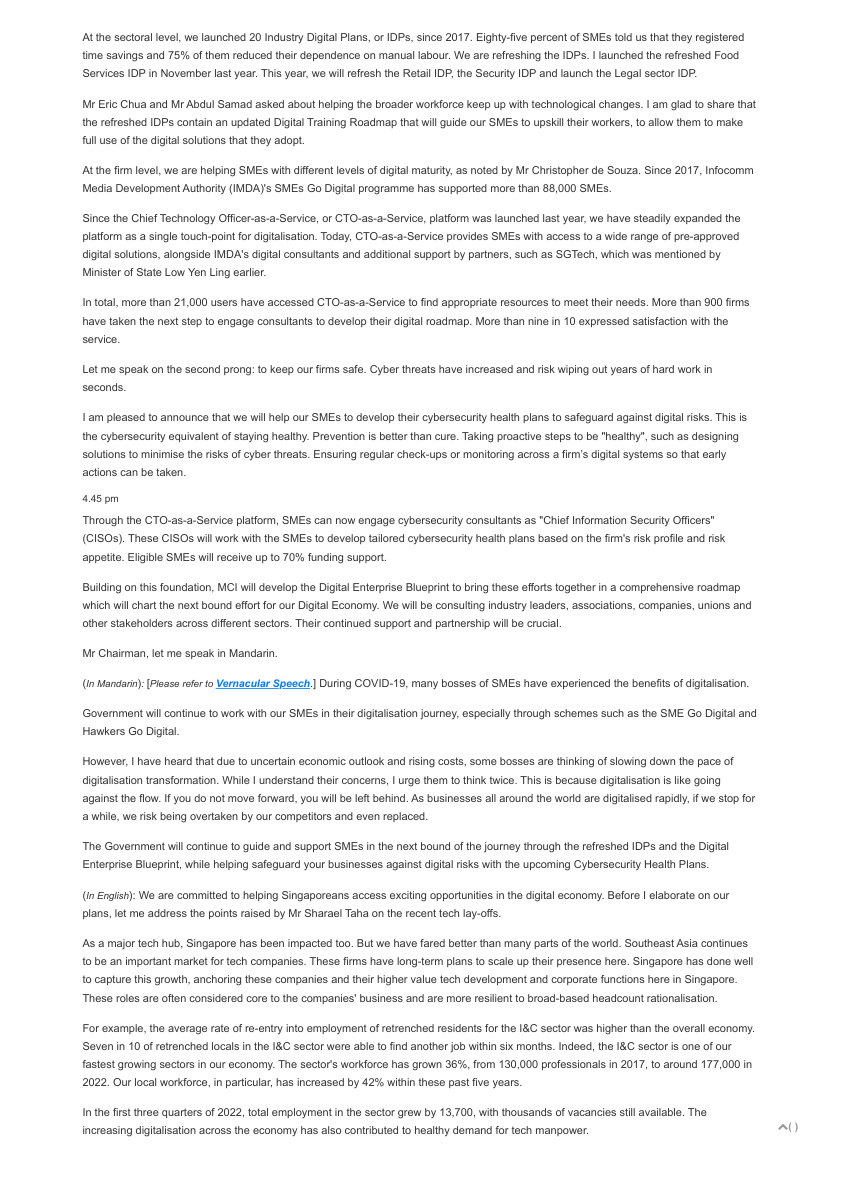 At the sectoral level, we launched 20 Industry Digital Plans, or IDPs, since 2017. Eighty-five percent of SMEs told us that they registered
time savings and 75% of them reduced their dependence on manual labour. We are refreshing the IDPs. I launched the refreshed Food
Services IDP in November last year. This year, we will refresh the Retail IDP, the Security IDP and launch the Legal sector IDP.
Mr Eric Chua and Mr Abdul Samad asked about helping the broader workforce keep up with technological changes. I am glad to share that
the refreshed IDPs contain an updated Digital Training Roadmap that will guide our SMEs to upskill their workers, to allow them to make
full use of the digital solutions that they adopt.
At the firm level, we are helping SMEs with different levels of digital maturity, as noted by Mr Christopher de Souza. Since 2017, Infocomm
Media Development Authority (IMDA)'s SMEs Go Digital programme has supported more than 88,000 SMEs.
Since the Chief Technology Officer-as-a-Service, or CTO-as-a-Service, platform was launched last year, we have steadily expanded the
platform as a single touch-point for digitalisation. Today, CTO-as-a-Service provides SMEs with access to a wide range of pre-approved
digital solutions, alongside IMDA's digital consultants and additional support by partners, such as SGTech, which was mentioned by
Minister of State Low Yen Ling earlier.
In total, more than 21,000 users have accessed CTO-as-a-Service to find appropriate resources to meet their needs. More than 900 firms
have taken the next step to engage consultants to develop their digital roadmap. More than nine in 10 expressed satisfaction with the
service.
Let me speak on the second prong: to keep our firms safe. Cyber threats have increased and risk wiping out years of hard work in
seconds.
I am pleased to announce that we will help our SMEs to develop their cybersecurity health plans to safeguard against digital risks. This is
the cybersecurity equivalent of staying healthy. Prevention is better than cure. Taking proactive steps to be "healthy", such as designing
solutions to minimise the risks of cyber threats. Ensuring regular check-ups or monitoring across a firm's digital systems so that early
actions can be taken.
4.45 pm
Through the CTO-as-a-Service platform, SMEs can now engage cybersecurity consultants as "Chief Information Security Officers"
(CISOs). These CISOs will work with the SMEs to develop tailored cybersecurity health plans based on the firm's risk profile and risk
appetite. Eligible SMEs will receive up to 70% funding support.
Building on this foundation, MCI will develop the Digital Enterprise Blueprint to bring these efforts together in a comprehensive roadmap
which will chart the next bound effort for our Digital Economy. We will be consulting industry leaders, associations, companies, unions and
other stakeholders across different sectors. Their continued support and partnership will be crucial.
Mr Chairman, let me speak in Mandarin.
(In Mandarin): [Please refer to Vernacular Speech.] During COVID-19, many bosses of SMEs have experienced the benefits of digitalisation.
Government will continue to work with our SMEs in their digitalisation journey, especially through schemes such as the SME Go Digital and
Hawkers Go Digital.
However, I have heard that due to uncertain economic outlook and rising costs, some bosses are thinking of slowing down the pace of
digitalisation transformation. While I understand their concerns, I urge them to think twice. This is because digitalisation is like going
against the flow. If you do not move forward, you will be left behind. As businesses all around the world are digitalised rapidly, if we stop for
a while, we risk being overtaken by our competitors and even replaced.
The Government will continue to guide and support SMEs in the next bound of the journey through the refreshed IDPs and the Digital
Enterprise Blueprint, while helping safeguard your businesses against digital risks with the upcoming Cybersecurity Health Plans.
(In English): We are committed to helping Singaporeans access exciting opportunities in the digital economy. Before I elaborate on our
plans, let me address the points raised by Mr Sharael Taha on the recent tech lay-offs.
As a major tech hub, Singapore has been impacted too. But we have fared better than many parts of the world. Southeast Asia continues
to be an important market for tech companies. These firms have long-term plans to scale up their presence here. Singapore has done well
to capture this growth, anchoring these companies and their higher value tech development and corporate functions here in Singapore.
These roles are often considered core to the companies' business and are more resilient to broad-based headcount rationalisation.
For example, the average rate of re-entry into employment of retrenched residents for the I&C sector was higher than the overall economy.
Seven in 10 of retrenched locals in the I&C sector were able to find another job within six months. Indeed, the I&C sector is one of our
fastest growing sectors in our economy. The sector's workforce has grown 36%, from 130,000 professionals in 2017, to around 177,000 in
2022. Our local workforce, in particular, has increased by 42% within these past five years.
In the first three quarters of 2022, total employment in the sector grew by 13,700, with thousands of vacancies still available. The
increasing digitalisation across the economy has also contributed to healthy demand for tech manpower.
( )